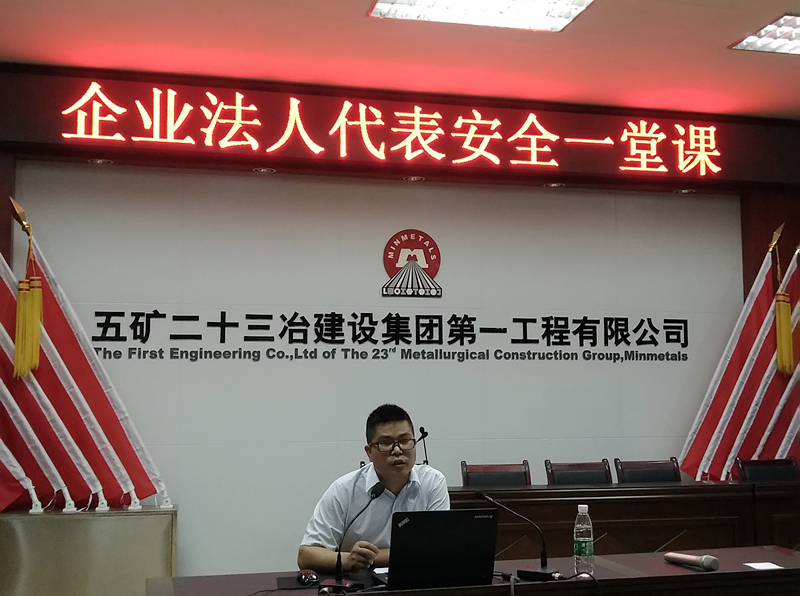 企业法人代表安全一堂课
MINMETALS
五矿二十三冶建设集团第一工程有限公司
The First Engineering Co.,Ltd of The 23rd Metallurgical Construction Group,Minmetals